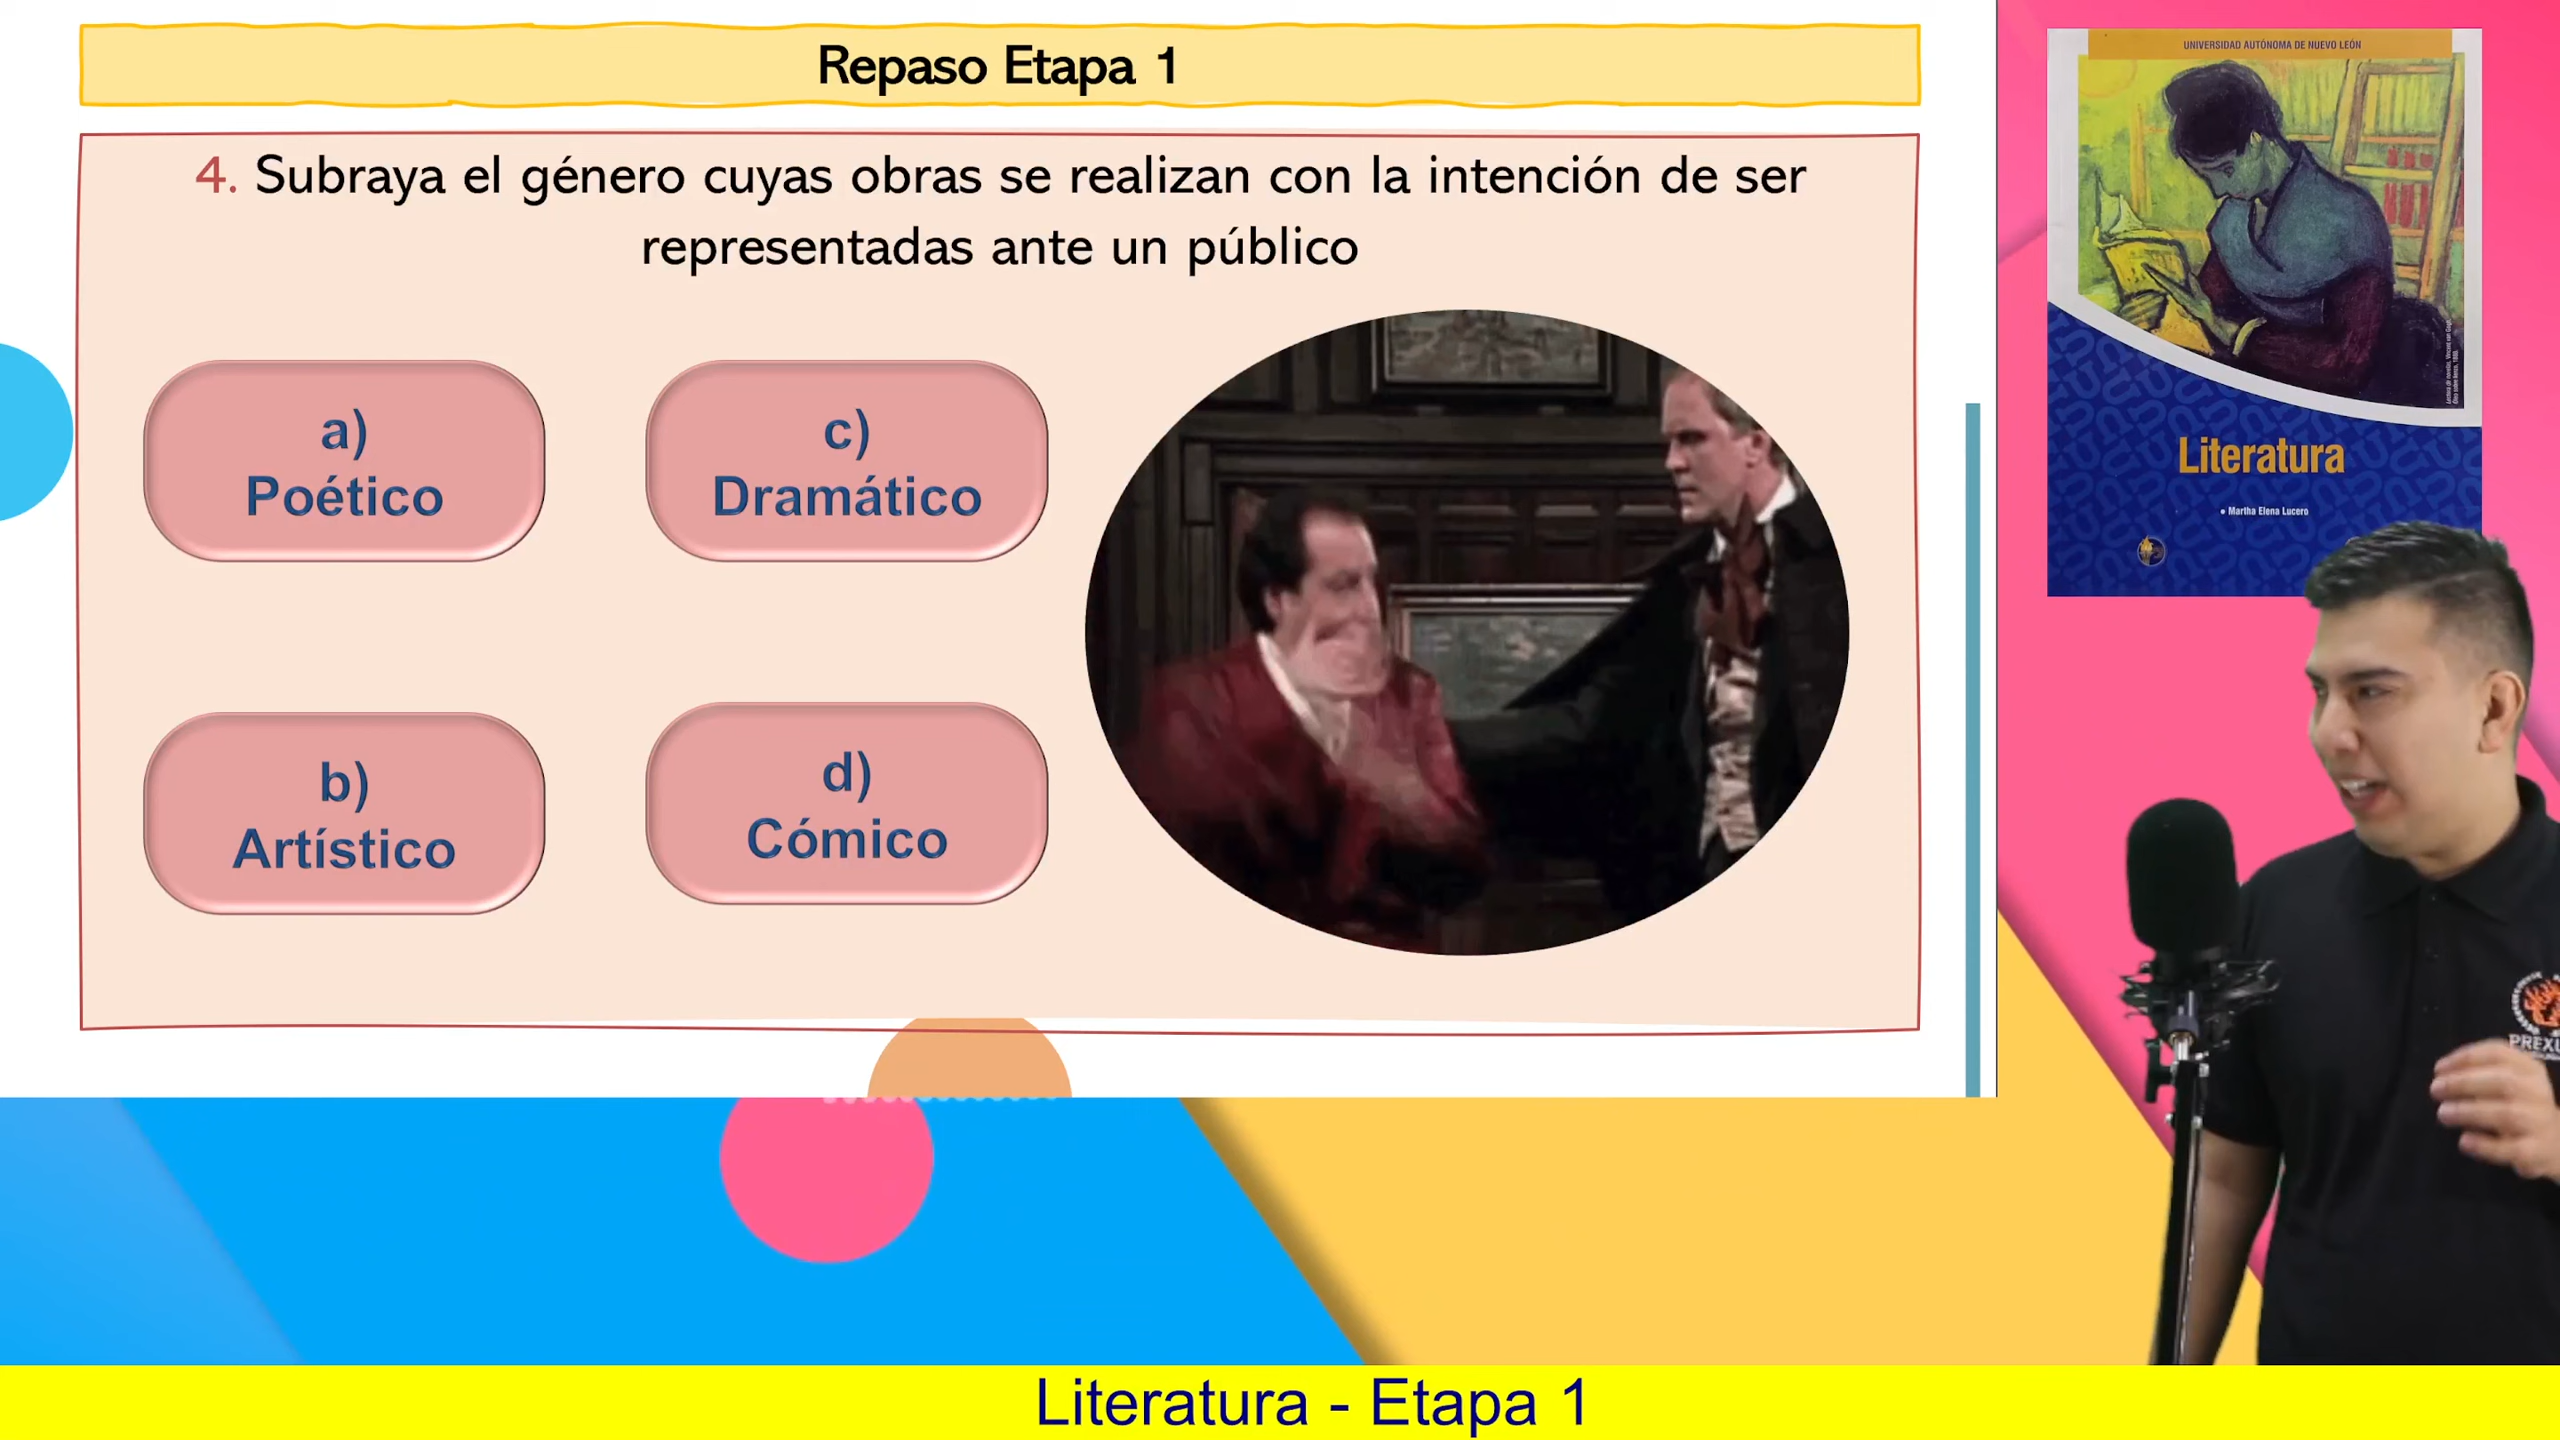 Repaso Etapa 1
4. Subraya el género cuyas obras se realizan con la intención de ser
representadas ante un público
a)
Poético
c)
Dramático
b)
Artístico
d)
Cómico
UNIVERSIDAD AUTÓNOMA DE NUEVO LEÓN
Literatura
• Martha Elena Lucero
Literatura - Etapa 1